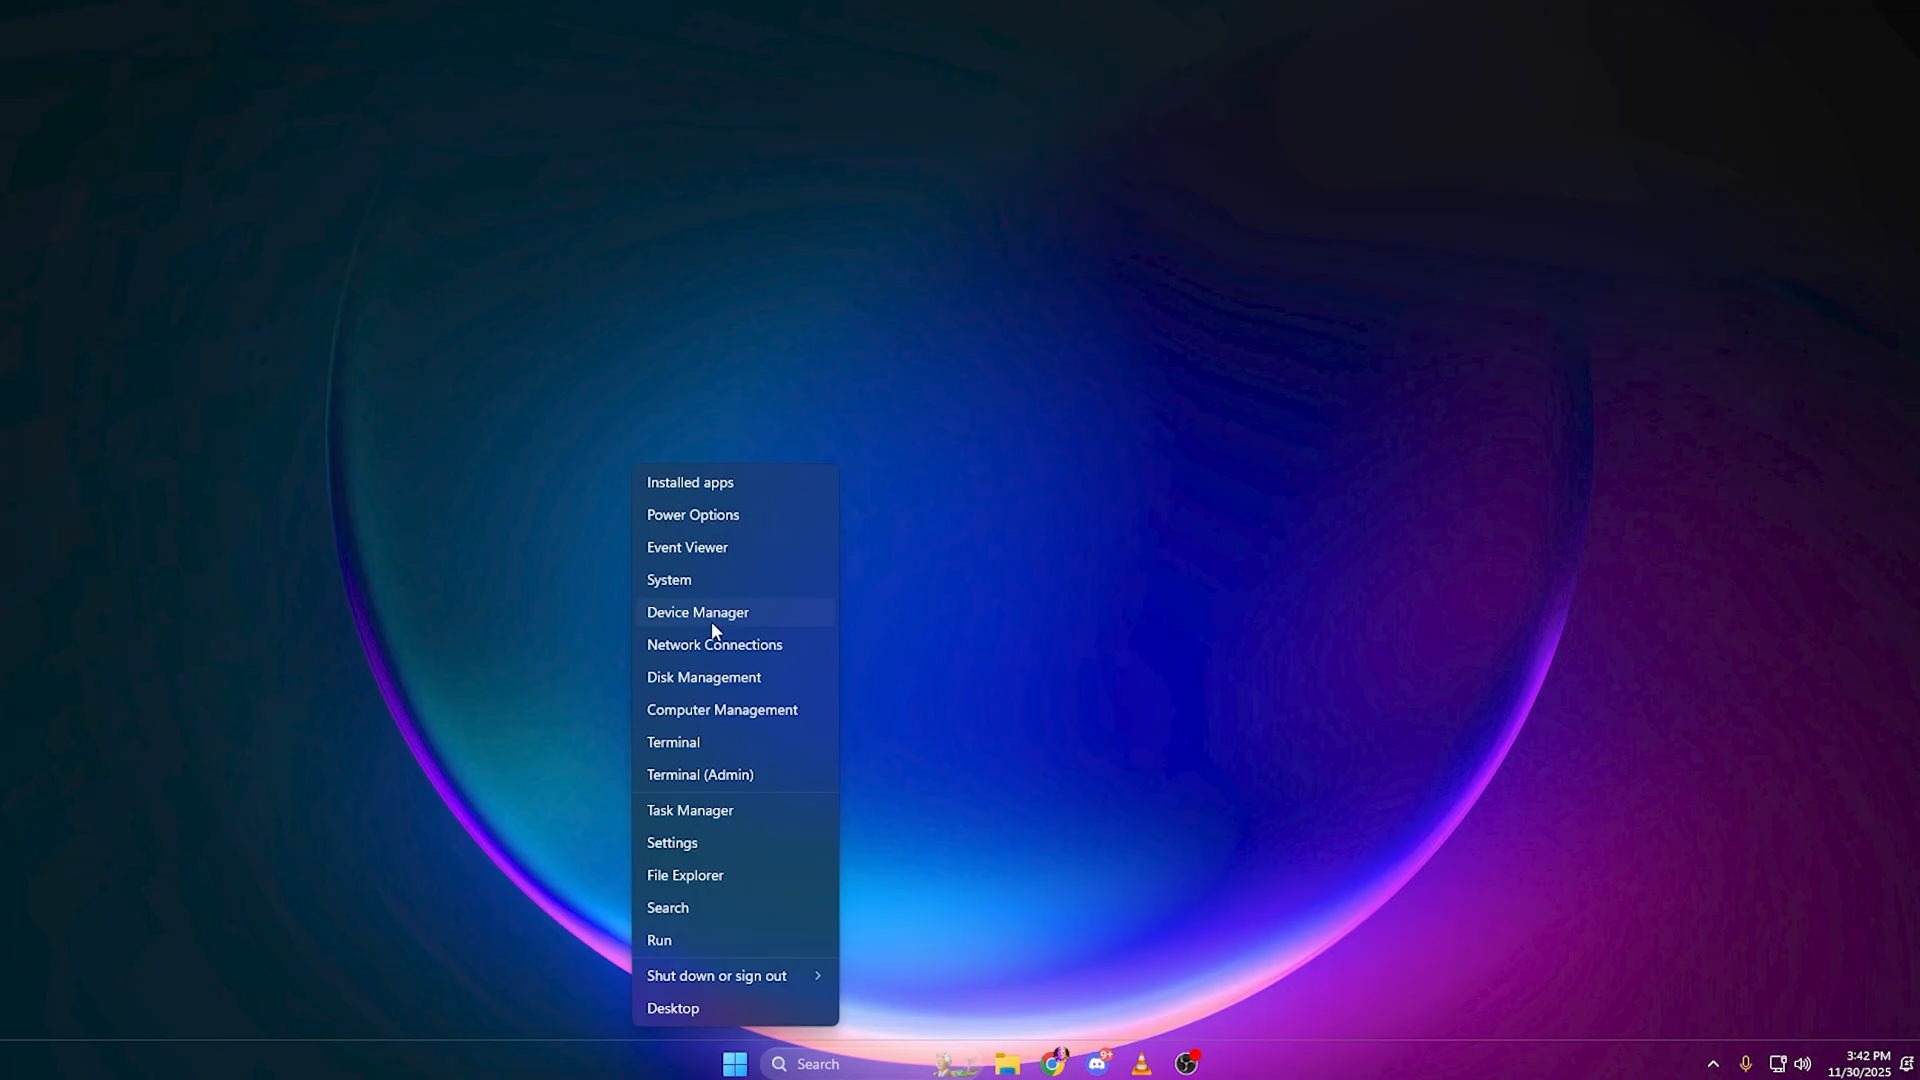 Installed apps
Power Options
Event Viewer
System
Device Manager
Network Connections
Disk Management
Computer Management
Terminal
Terminal (Admin)
Task Manager
Settings
File Explorer
Search
Run
Shut down or sign out
Desktop
Search
9+
3:42 PM
11/30/2025